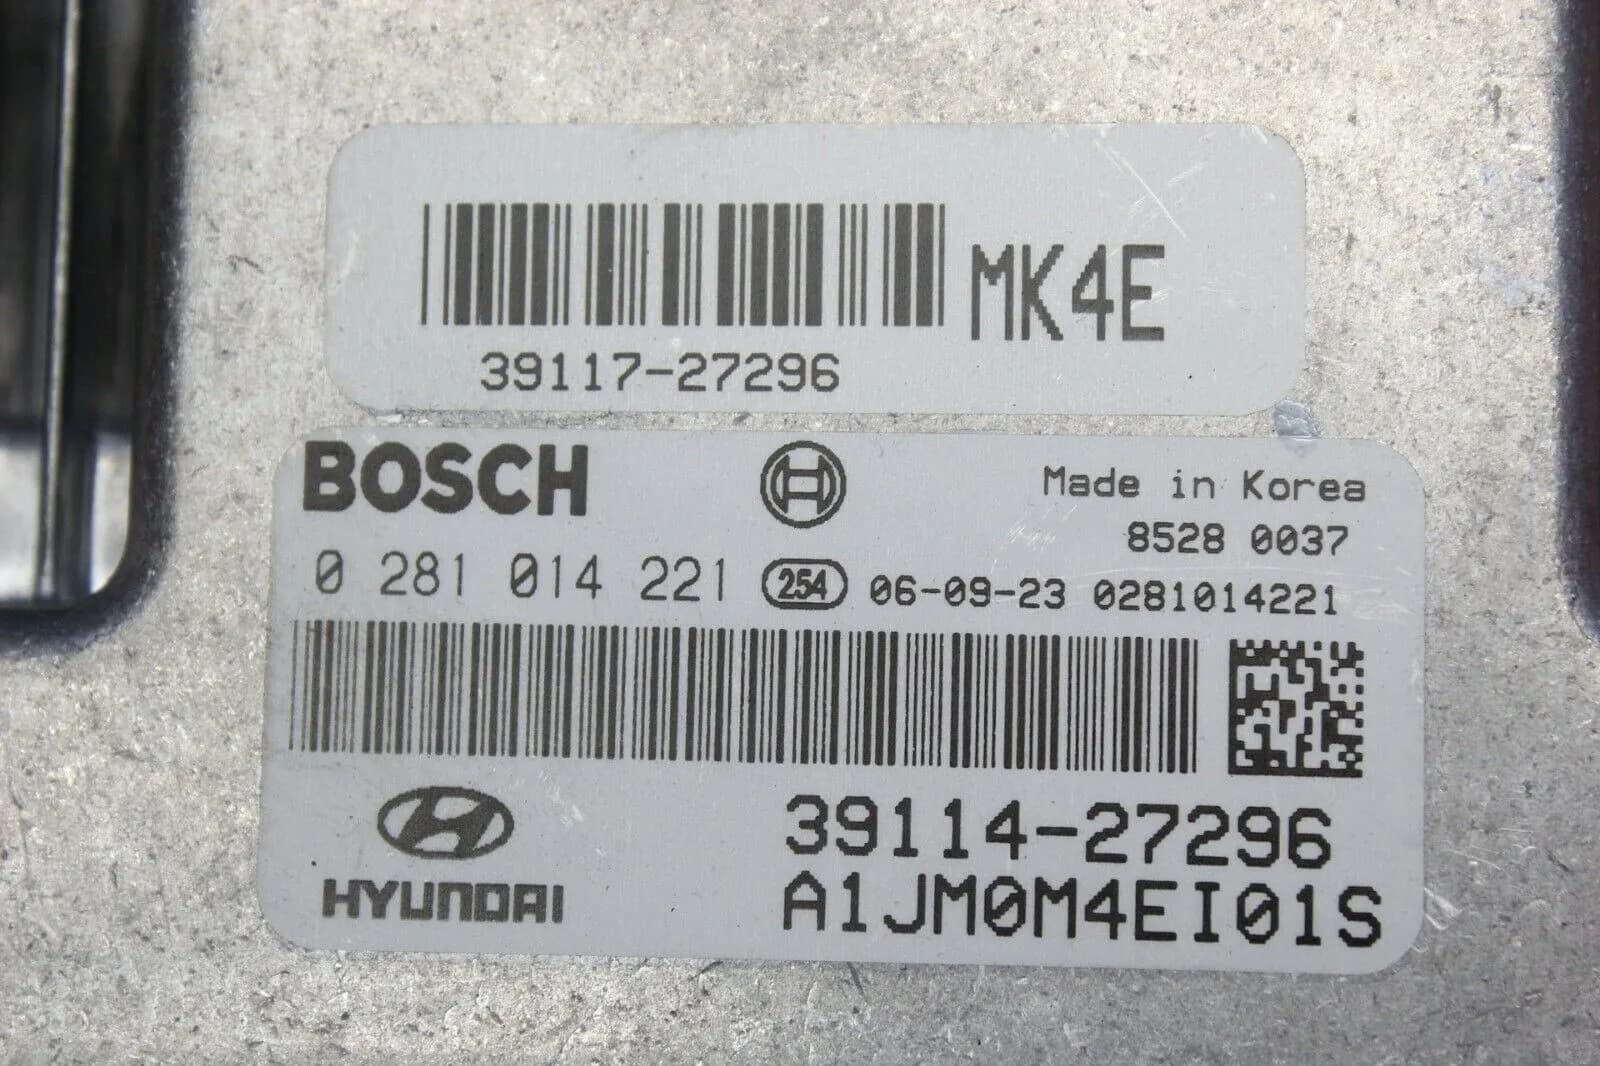 MK4E
39117-27296
BOSCH
Made in Korea
8528 0037
0 281 014 221 254 06-09-23 0281014221
HYUNDAI
39114-27296
A1JM0M4EI01S